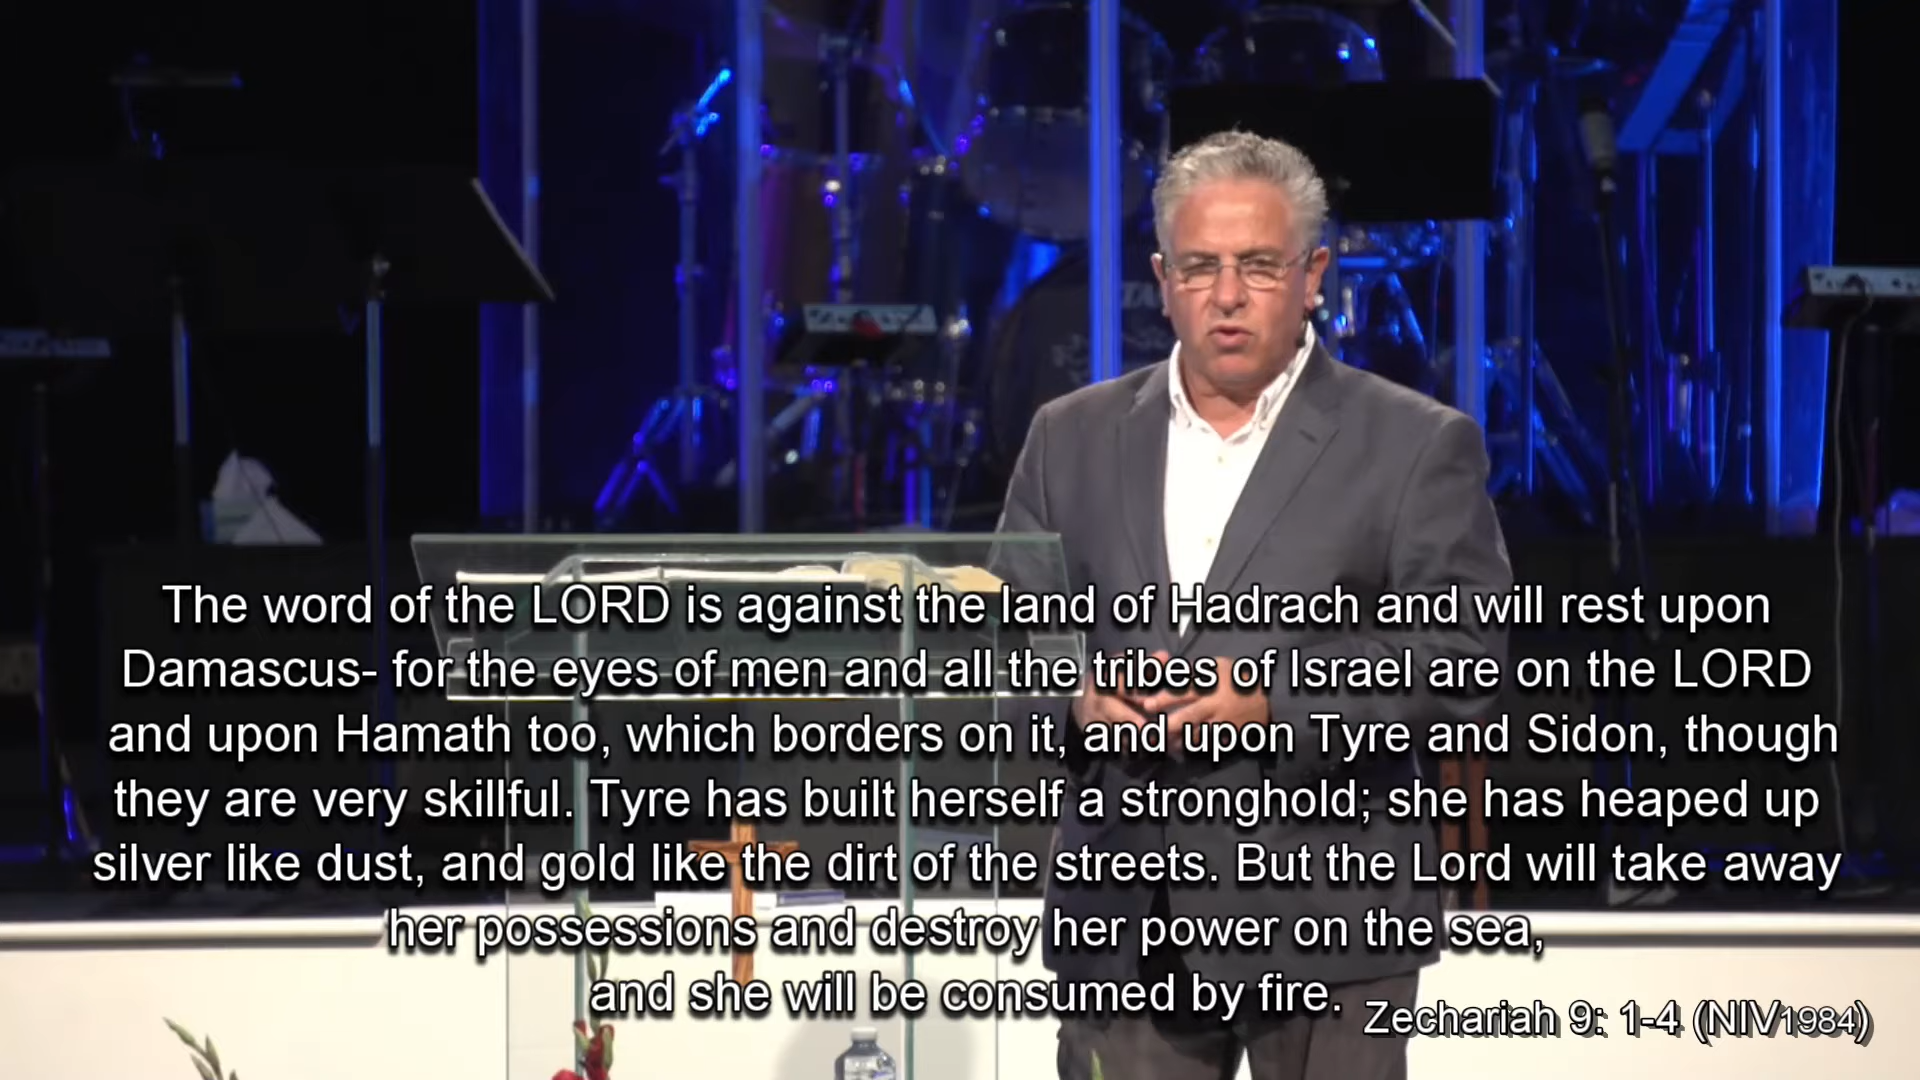 The word of the LORD is against the land of Hadrach and will rest upon
Damascus- for the eyes of men and all the tribes of Israel are on the LORD
and upon Hamath too, which borders on it, and upon Tyre and Sidon, though
they are very skillful. Tyre has built herself a stronghold; she has heaped up
silver like dust, and gold like the dirt of the streets. But the Lord will take away
her possessions and destroy her power on the sea,
and she will be consumed by fire.
Zechariah 9: 1-4 (NIV1984)